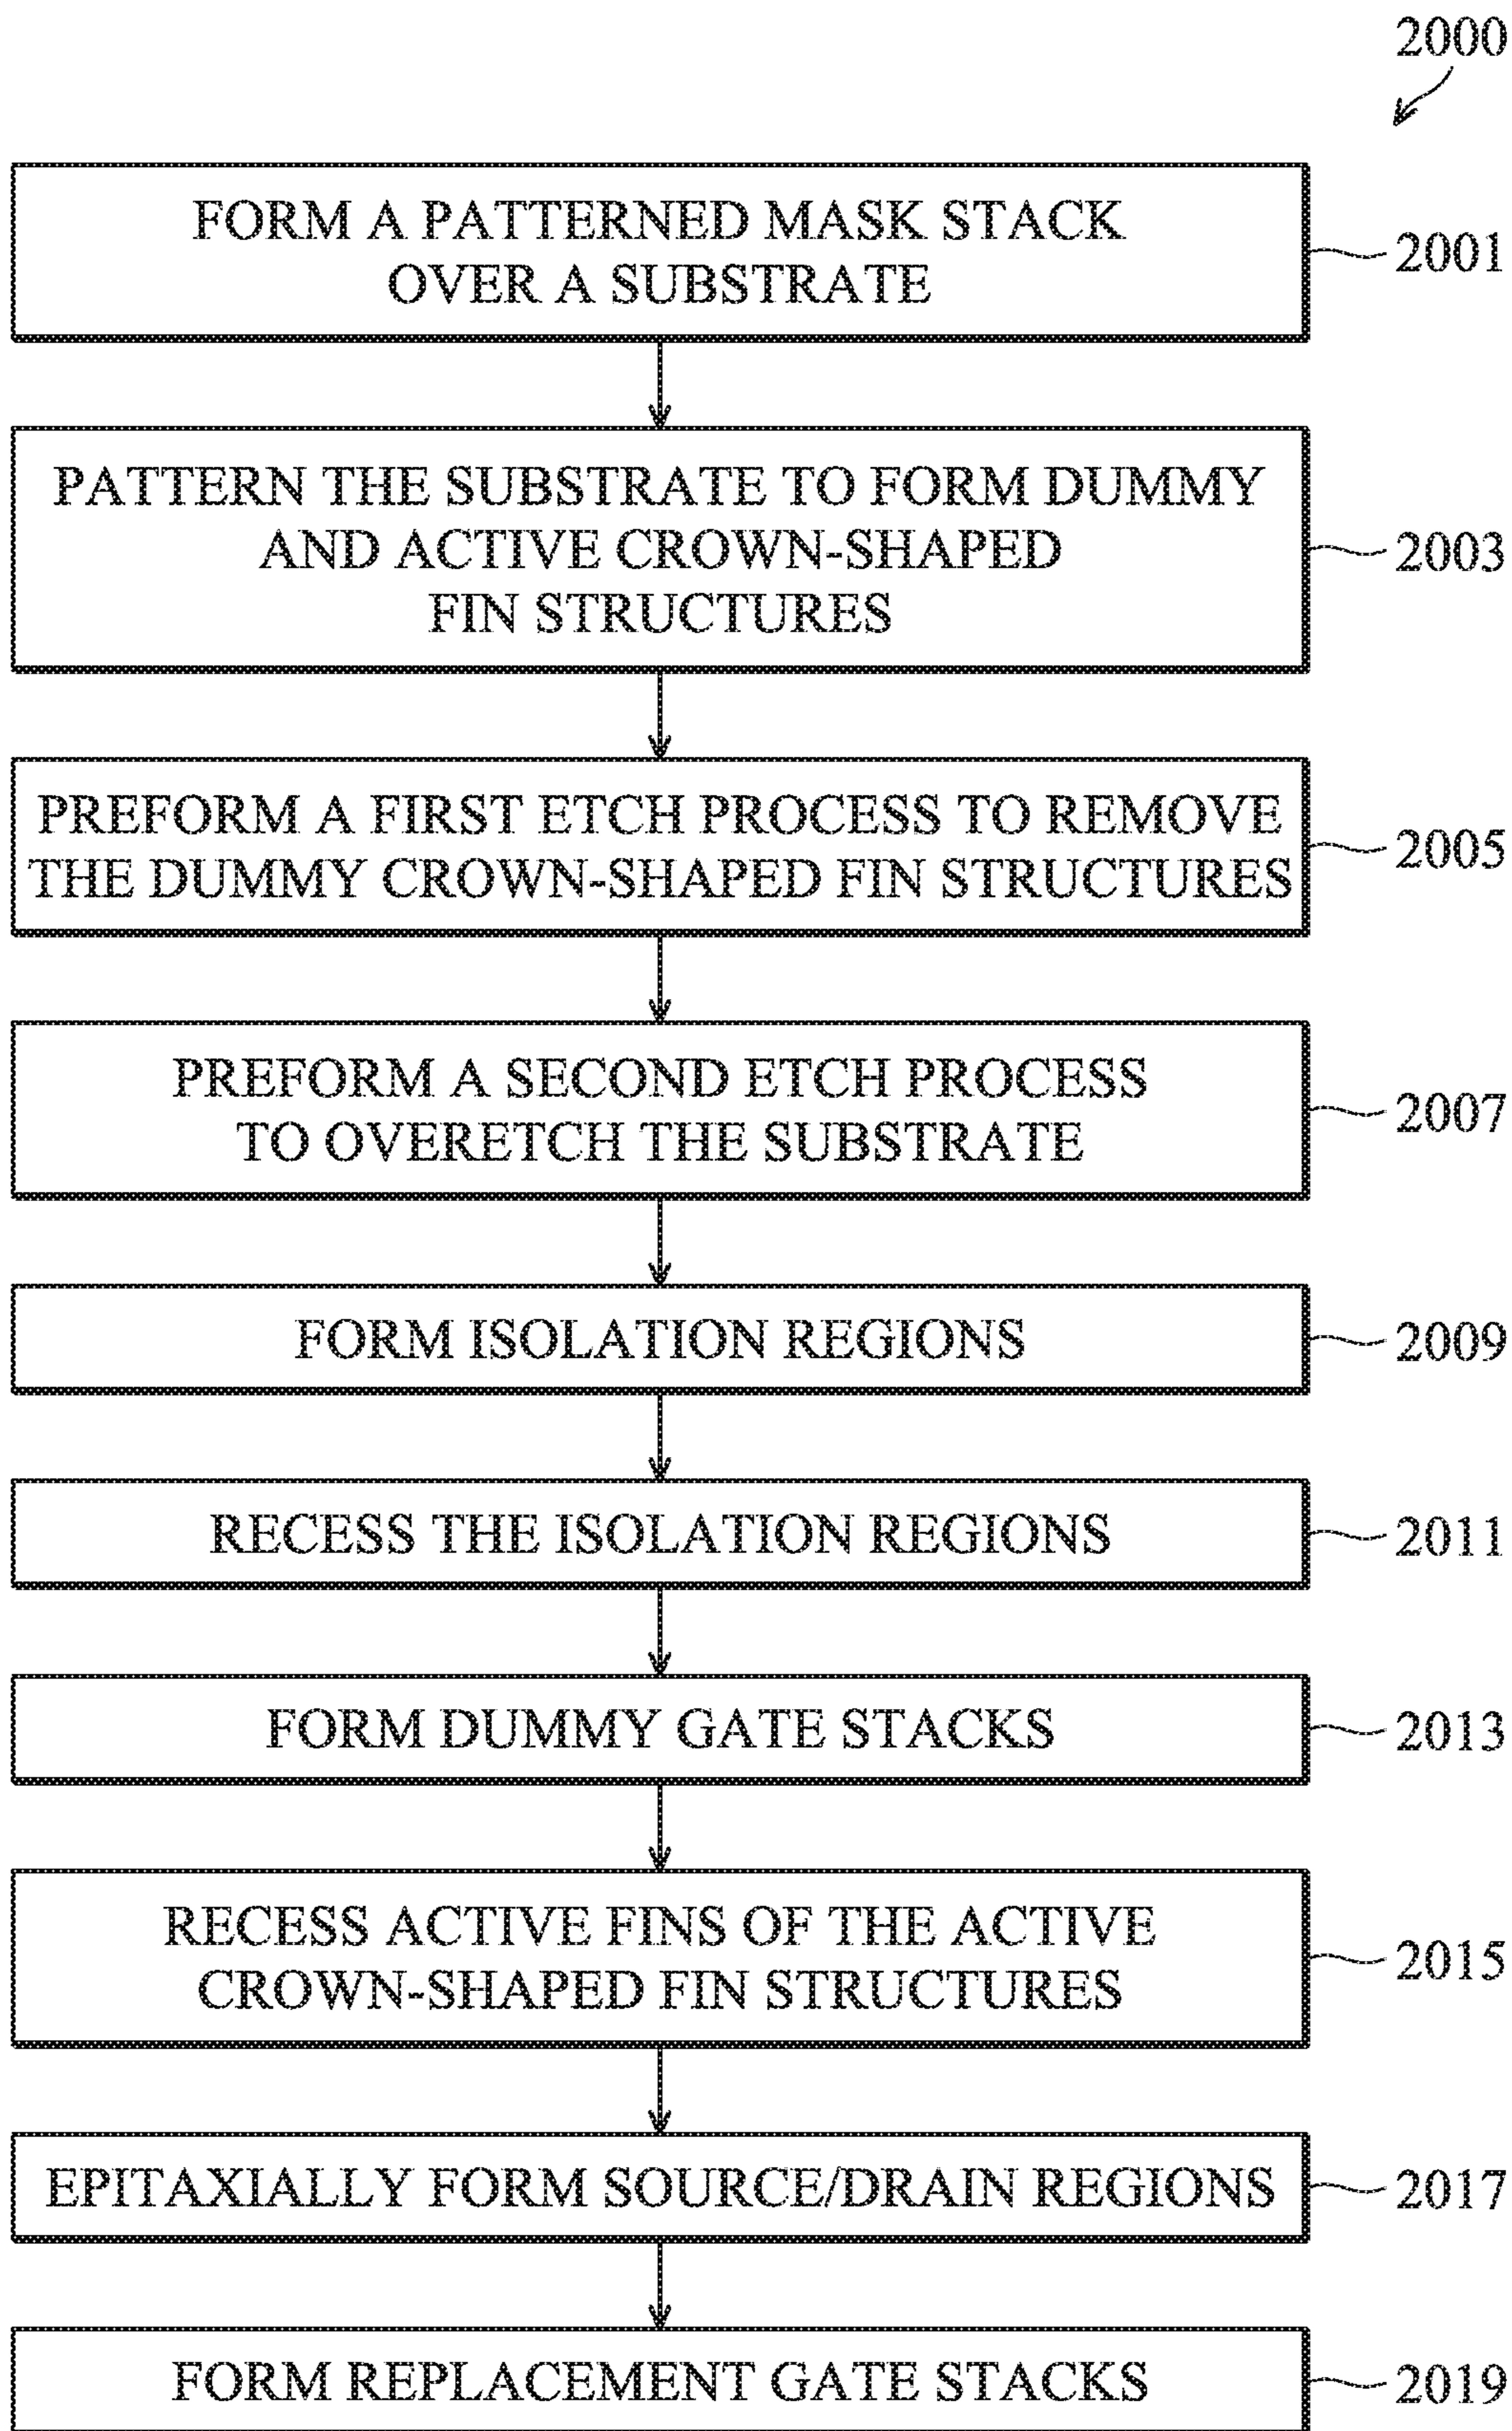 2000
FORM A PATTERNED MASK STACK
OVER A SUBSTRATE
2001
PATTERN THE SUBSTRATE TO FORM DUMMY
AND ACTIVE CROWN-SHAPED
FIN STRUCTURES
2003
PREFORM A FIRST ETCH PROCESS TO REMOVE
THE DUMMY CROWN-SHAPED FIN STRUCTURES
2005
PREFORM A SECOND ETCH PROCESS
TO OVERETCH THE SUBSTRATE
2007
FORM ISOLATION REGIONS
2009
RECESS THE ISOLATION REGIONS
2011
FORM DUMMY GATE STACKS
2013
RECESS ACTIVE FINS OF THE ACTIVE
CROWN-SHAPED FIN STRUCTURES
2015
EPITAXIALLY FORM SOURCE/DRAIN REGIONS
2017
FORM REPLACEMENT GATE STACKS
2019